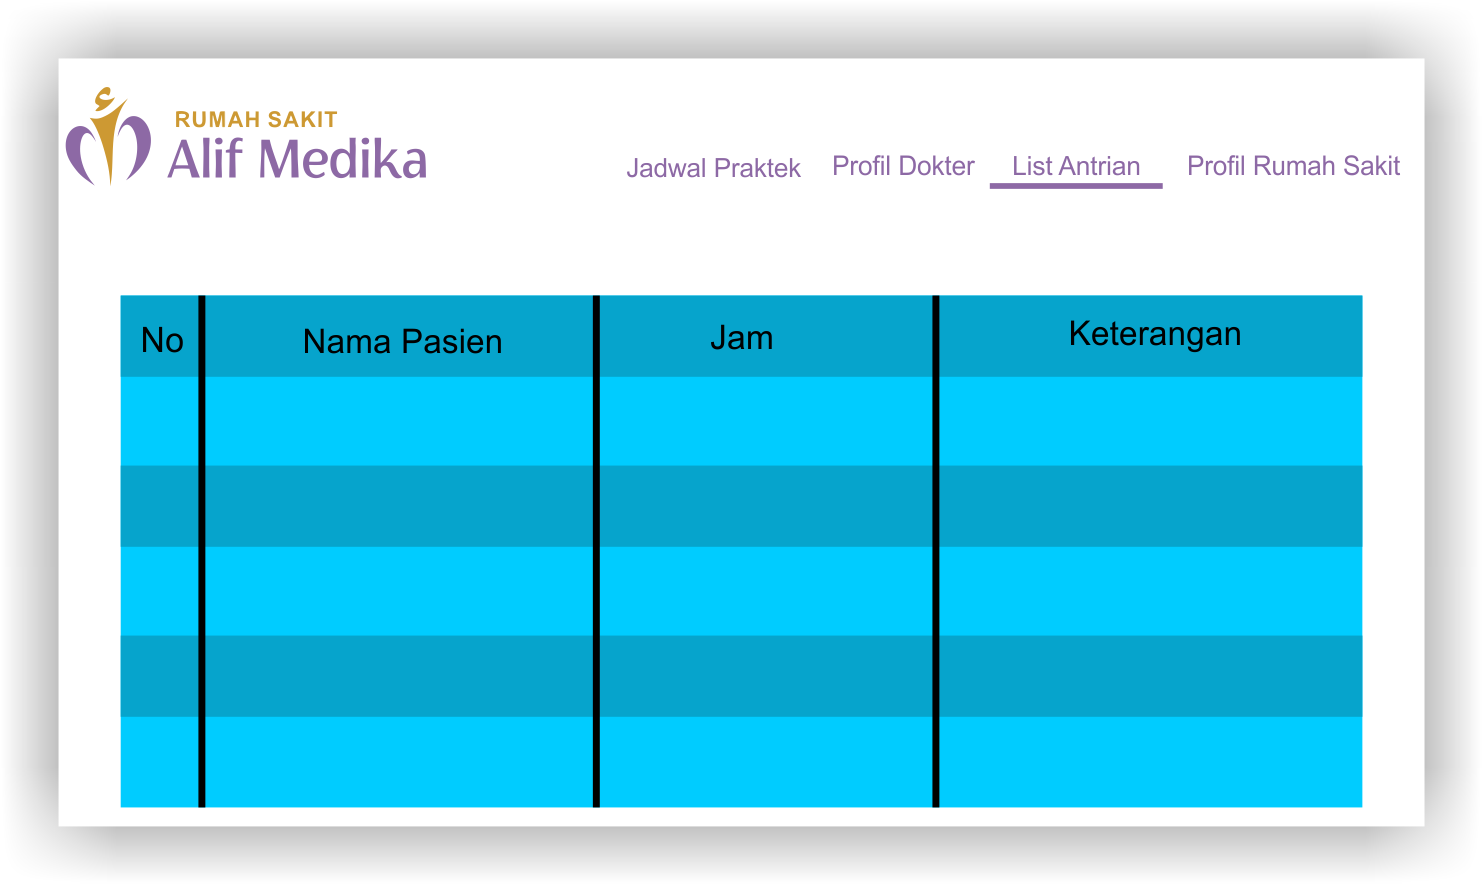 RUMAH SAKIT
Alif Medika
Jadwal Praktek Profil Dokter List Antrian Profil Rumah Sakit
No Nama Pasien Jam Keterangan